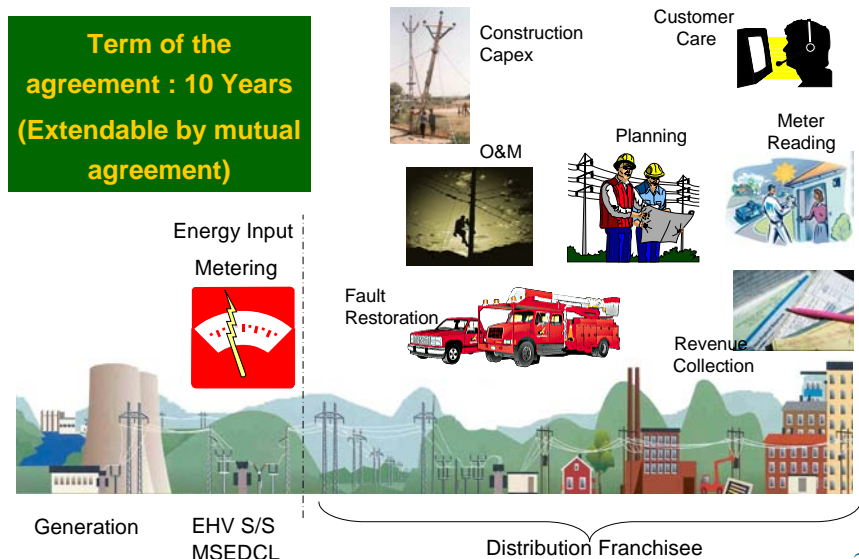 Term of the
agreement : 10 Years
(Extendable by mutual
agreement)
Construction
Capex
Customer
Care
O&M
Planning
Meter
Reading
Energy Input
Metering
Fault
Restoration
Revenue
Collection
Generation
EHV S/S
MSEDCL
Distribution Franchisee